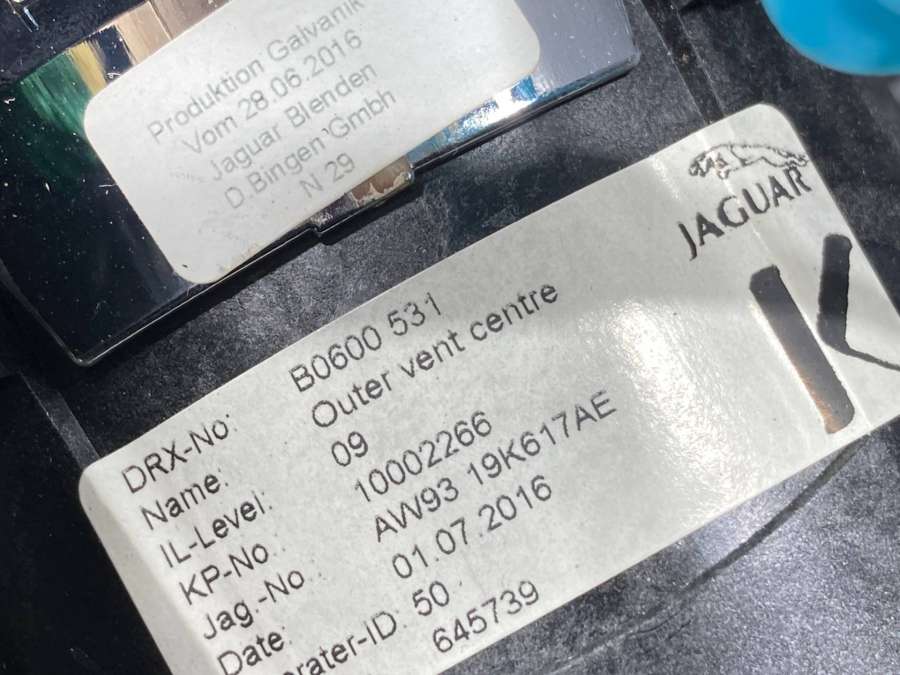 Produktion Galvanik
Vom 28.06.2016
Jaguar Blenden
D.Bingen Gmbh
N 29
JAGUAR
DRX-No: B0600 531
Name: Outer vent centre
IL-Level: 09
KP-No.: 10002266
Jag.-No: AW93 19K617AE
Date: 01.07.2016
-ID: 50
645739